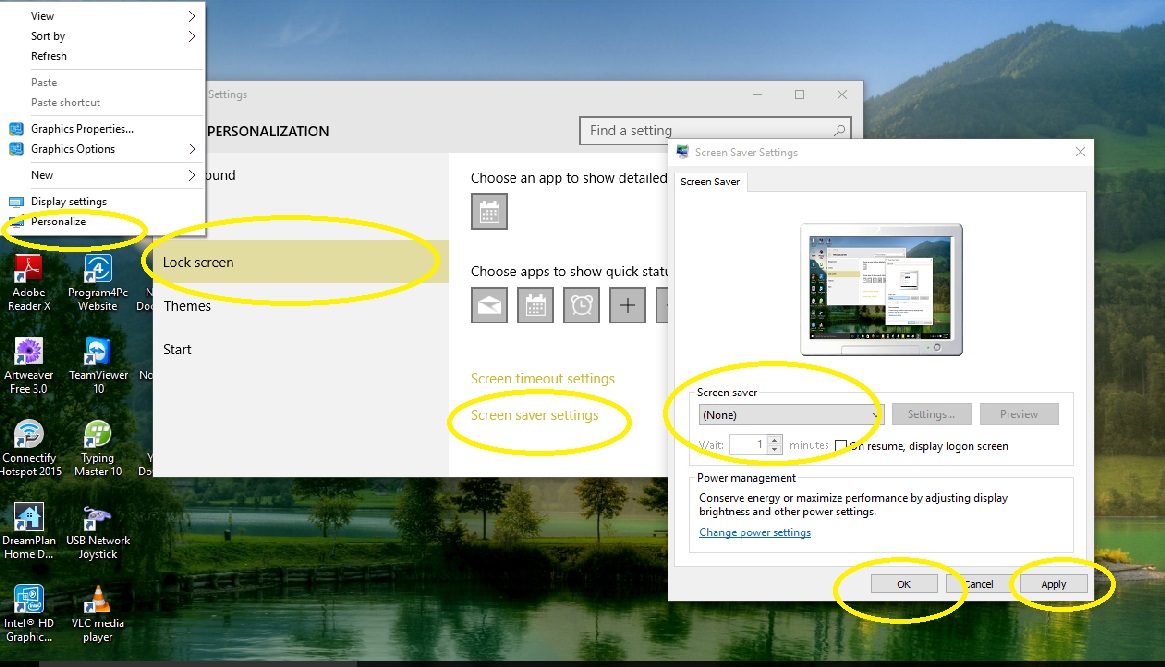 View
Sort by
Refresh
Paste
Paste shortcut
Graphics Properties...
Graphics Options
New
Display settings
Personalize
Settings
PERSONALIZATION
Find a setting
ound
Lock screen
Themes
Start
Choose an app to show detailed
Choose apps to show quick statu
Screen timeout settings
Screen saver settings
Screen Saver Settings
Screen Saver
Screen saver
(None)
Settings...
Preview
Wait:
1
minutes
On resume, display logon screen
Power management
Conserve energy or maximize performance by adjusting display
brightness and other power settings.
Change power settings
OK
Cancel
Apply
Adobe
Reader X
Program4Pc
Website
N
Doc
Artweaver
Free 3.0
TeamViewer
10
No
Connectify
Hotspot 2015
Typing
Master 10
Y
Do
DreamPlan
Home D...
USB Network
Joystick
Intel® HD
Graphic...
VLC media
player